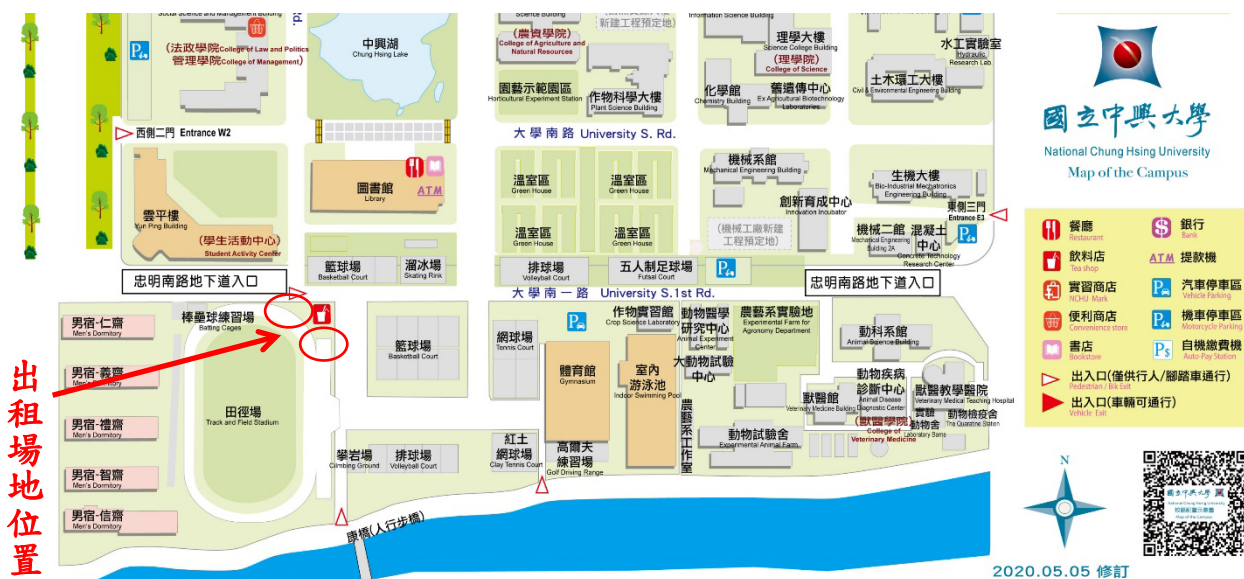 Social Science and Management Building
(法政學院College of Law and Politics
管理學院College of Management)
中興湖
Chung Hsing Lake
Science Building
新建工程預定地)
(農資學院)
College of Agriculture and
Natural Resources
園藝示範園區
Horticultural Experiment Station
作物科學大樓
Plant Science Building
Information Science Building
理學大樓
Science College Building
(理學院)
College of Science
化學館
Chemistry Building
舊遺傳中心
Ex Agricultural Biotechnology
Laboratories
水工實驗室
Hydraulic
Research Lab.
土木環工大樓
Civil & Environmental Engineering Building
西側二門 Entrance W2
大學南路 University S. Rd.
雲平樓
Yun Ping Building
(學生活動中心)
Student Activity Center
圖書館
Library
ATM
溫室區
Green House
溫室區
Green House
溫室區
Green House
溫室區
Green House
機械系館
Mechanical Engineering Building
創新育成中心
Innovation Incubator
(機械工廠新建
工程預定地)
生機大樓
Bio-Industrial Mechatronics
Engineering Building
東側三門
Entrance E3
機械二館
Mechanical Engineering
Building 2A
混凝土
中心
Concrete Technology
Research Center
籃球場
Basketball Court
溜冰場
Skating Rink
排球場
Volleyball Court
五人制足球場
Futsal Court
忠明南路地下道入口
大學南一路 University S.1st Rd.
忠明南路地下道入口
男宿-仁齋
Men's Dormitory
男宿-義齋
Men's Dormitory
男宿-禮齋
Men's Dormitory
男宿-智齋
Men's Dormitory
男宿-信齋
Men's Dormitory
棒壘球練習場
Batting Cages
田徑場
Track and Field Stadium
籃球場
Basketball Court
網球場
Tennis Court
攀岩場
Climbing Ground
排球場
Volleyball Court
紅土
網球場
Clay Tennis Court
體育館
Gymnasium
高爾夫
練習場
Golf Driving Range
作物實驗室
Crop Science Laboratory
室內
游泳池
Indoor Swimming Pool
動物醫學
研究中心
Animal Experiment
Center
大動物試驗
中心
農藝系實驗地
Experimental Farm for
Agronomy Department
農藝系工作室
動科系館
Animal Science Building
獸醫館
Veterinary Medicine Building
動物疾病
診斷中心
Animal Disease
Diagnostic Center
(獸醫學院)
College of
Veterinary Medicine
獸醫教學醫院
Veterinary Medical Teaching Hospital
實驗
動物舍
Laboratory Barns
動物檢疫舍
The Quaratine Station
動物試驗舍
Experimental Animal Farm
康橋(人行步橋)
出租場地位置
國立中興大學
National Chung Hsing University
Map of the Campus
餐廳
Restaurant
飲料店
Tea shop
實習商店
NCHU Mark
便利商店
Convenience store
書店
Bookstore
銀行
Bank
ATM 提款機
汽車停車區
Vehicle Parking
機車停車區
Motorcycle Parking
自機繳費機
Auto-Pay Station
出入口(僅供行人/腳踏車通行)
Pedestrian / Bik Exit
出入口(車輛可通行)
Vehicle Exit
N
國立中興大學
Map of the Campus
2020.05.05 修訂